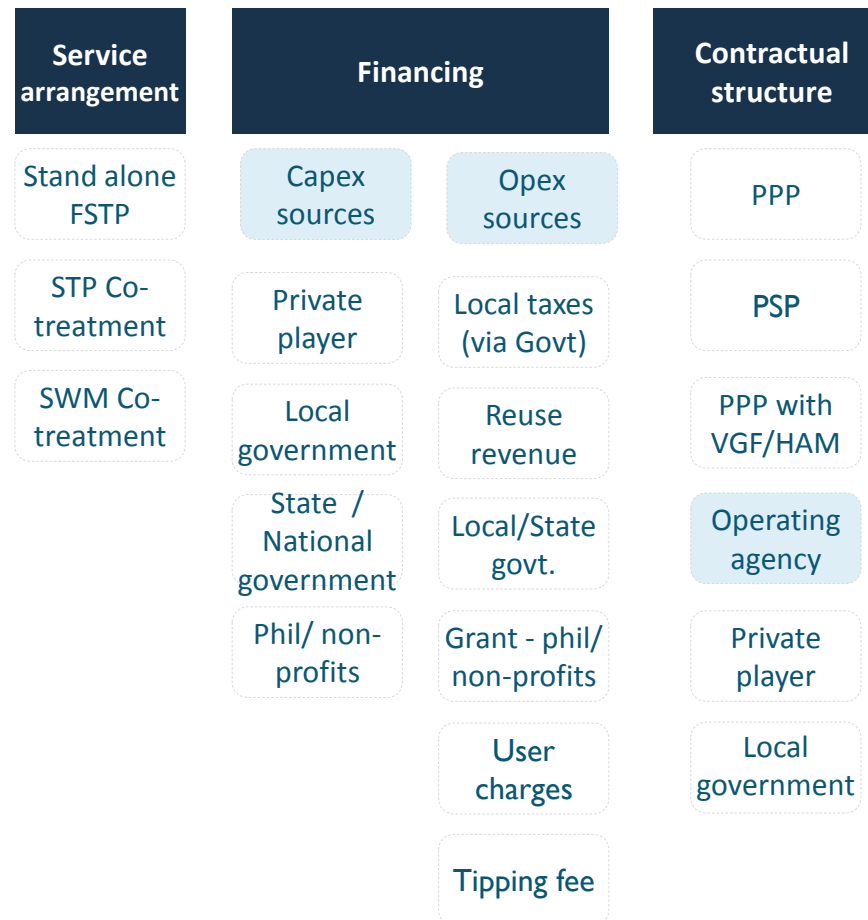 Service
arrangement
Financing
Contractual
structure
Stand alone
FSTP
STP Co-
treatment
SWM Co-
treatment
Capex
sources
Private
player
Local
government
State /
National
government
Phil/ non-
profits
Opex
sources
Local taxes
(via Govt)
Reuse
revenue
Local/State
govt.
Grant - phil/
non-profits
User
charges
Tipping fee
PPP
PSP
PPP with
VGF/HAM
Operating
agency
Private
player
Local
government